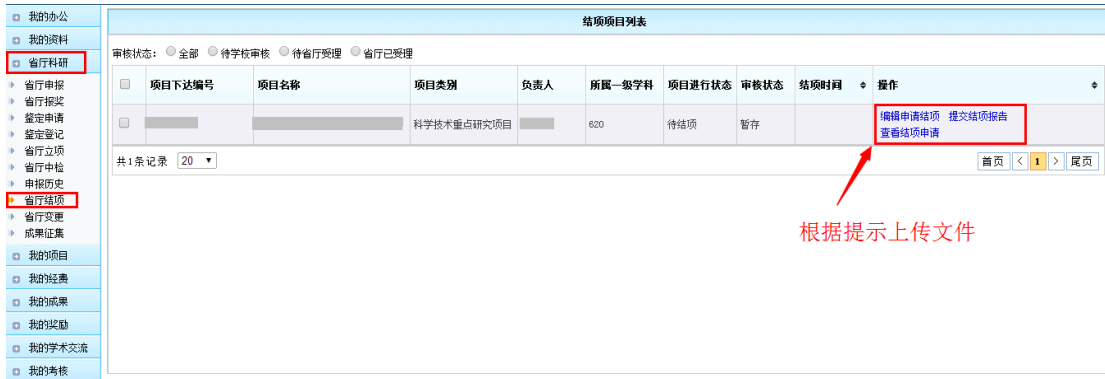 我的办公
我的资料
省厅科研
省厅申报
省厅报奖
鉴定申请
鉴定登记
省厅立项
省厅中检
申报历史
省厅结项
省厅变更
成果征集
我的项目
我的经费
我的成果
我的奖励
我的学术交流
我的考核
结项项目列表
审核状态: 全部 待学校审核 待省厅受理 省厅已受理
项目下达编号 项目名称 项目类别 负责人 所属一级学科 项目进行状态 审核状态 结项时间 操作
科学技术重点研究项目 620 待结项 暂存 编辑申请结项 提交结项报告
查看结项申请
共1条记录 20 首页 < 1 > 尾页
根据提示上传文件